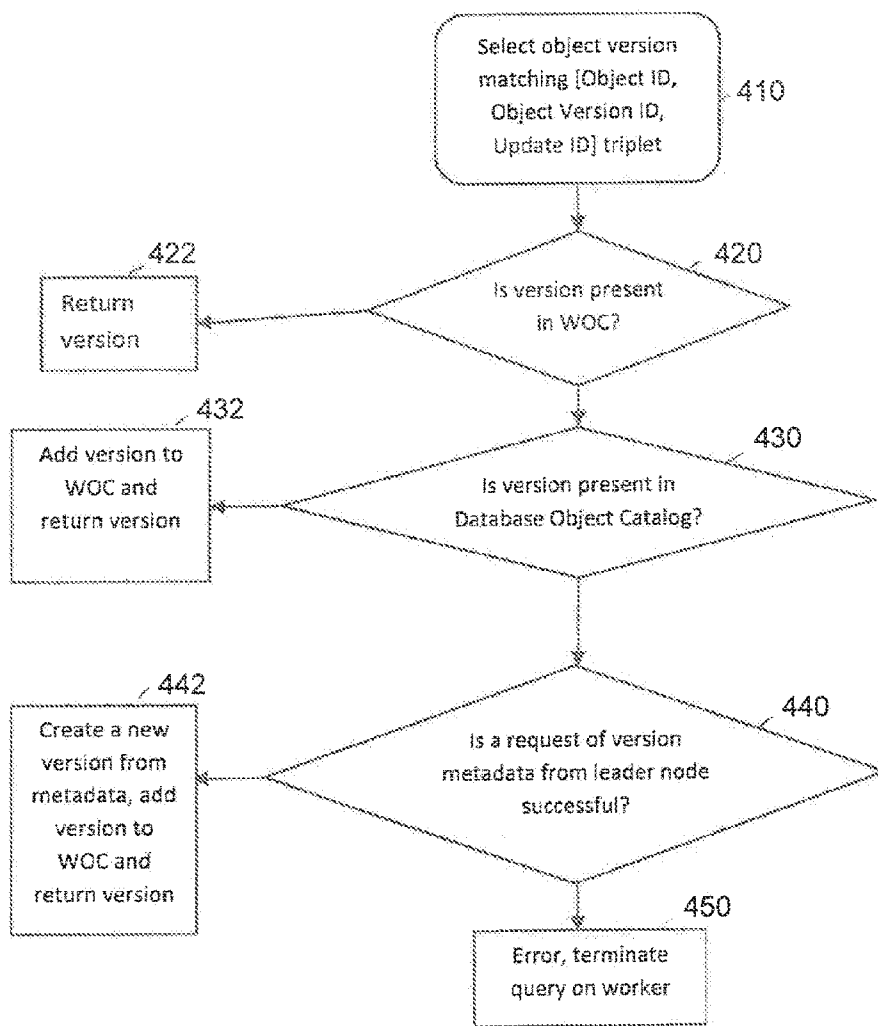 Select object version
matching [Object ID,
Object Version ID,
Update ID] triplet
410
420
Is version present
in WOC?
422
Return
version
432
Add version to
WOC and
return version
430
Is version present in
Database Object Catalog?
442
Create a new
version from
metadata, add
version to
WOC and
return version
440
Is a request of version
metadata from leader node
successful?
450
Error, terminate
query on worker